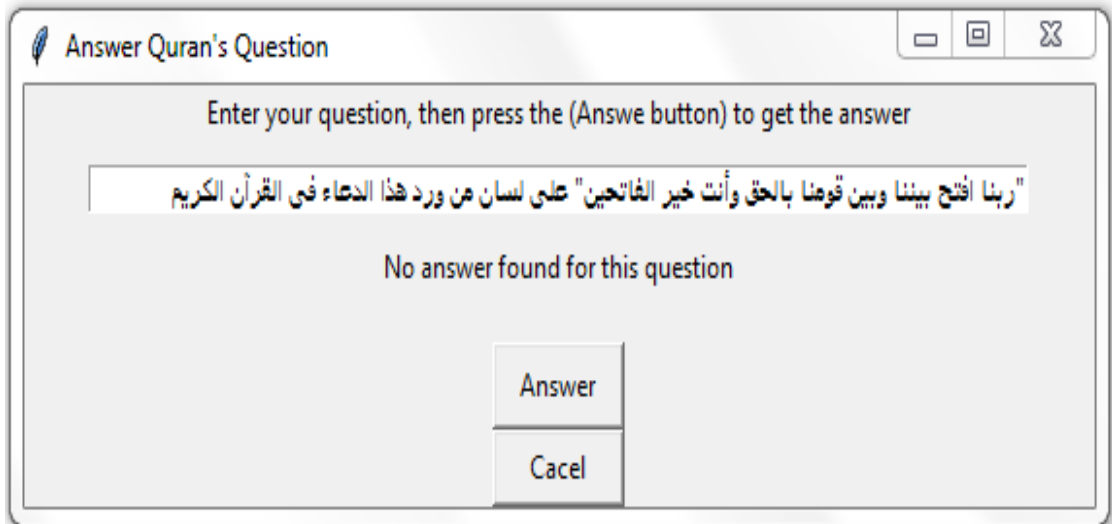 Answer Quran's Question
Enter your question, then press the (Answe button) to get the answer
"ربنا افتح بيننا وبين قومنا بالحق وأنت خير الفاتحين" على لسان من ورد هذا الدعاء فى القرآن الكريم
No answer found for this question
Answer
Cacel